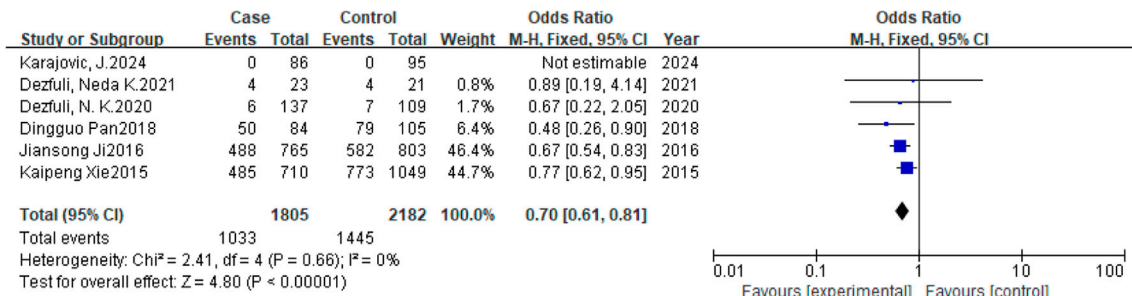 Case Control Odds Ratio Odds Ratio
Study or Subgroup Events Total Events Total Weight M-H, Fixed, 95% CI Year M-H, Fixed, 95% CI
Karajovic, J.2024 0 86 0 95 Not estimable 2024
Dezfuli, Neda K.2021 4 23 4 21 0.8% 0.89 [0.19, 4.14] 2021
Dezfuli, N. K.2020 6 137 7 109 1.7% 0.67 [0.22, 2.05] 2020
Dingguo Pan2018 50 84 79 105 6.4% 0.48 [0.26, 0.90] 2018
Jiansong Ji2016 488 765 582 803 46.4% 0.67 [0.54, 0.83] 2016
Kaipeng Xie2015 485 710 773 1049 44.7% 0.77 [0.62, 0.95] 2015
Total (95% CI) 1805 2182 100.0% 0.70 [0.61, 0.81]
Total events 1033 1445
Heterogeneity: Chi² = 2.41, df = 4 (P = 0.66); I² = 0%
Test for overall effect: Z = 4.80 (P < 0.00001)
0.01 0.1 1 10 100
Favours [experimental] Favours [control]